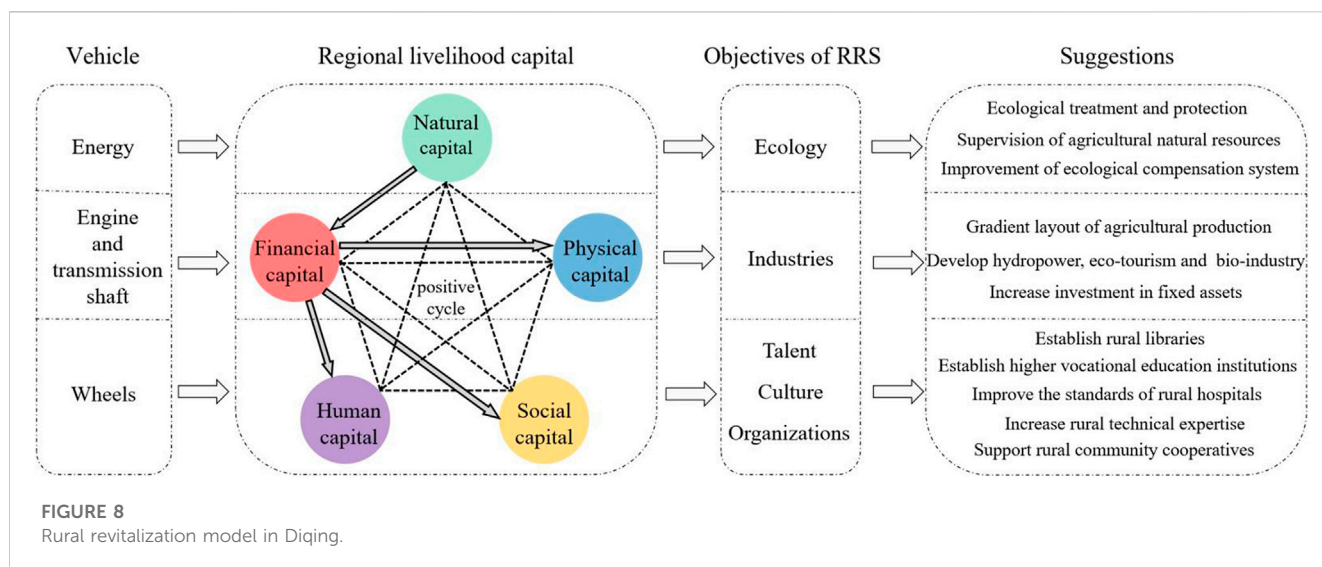 Vehicle
Regional livelihood capital
Objectives of RRS
Suggestions
Energy
Natural
capital
Ecology
Ecological treatment and protection
Supervision of agricultural natural resources
Improvement of ecological compensation system
Engine
and
transmission
shaft
Financial
capital
Physical
capital
positive
cycle
Industries
Gradient layout of agricultural production
Develop hydropower, eco-tourism and bio-industry
Increase investment in fixed assets
Wheels
Human
capital
Social
capital
Talent
Culture
Organizations
Establish rural libraries
Establish higher vocational education institutions
Improve the standards of rural hospitals
Increase rural technical expertise
Support rural community cooperatives
FIGURE 8
Rural revitalization model in Diqing.